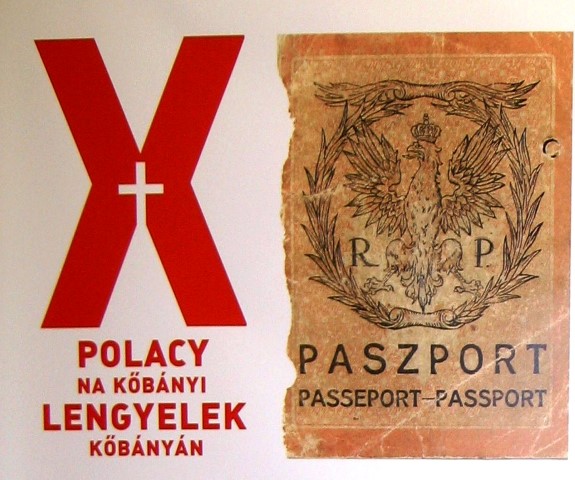 X
POLACY
NA KŐBÁNYI
LENGYELEK
KŐBÁNYÁN
R P
PASZPORT
PASSEPORT–PASSPORT